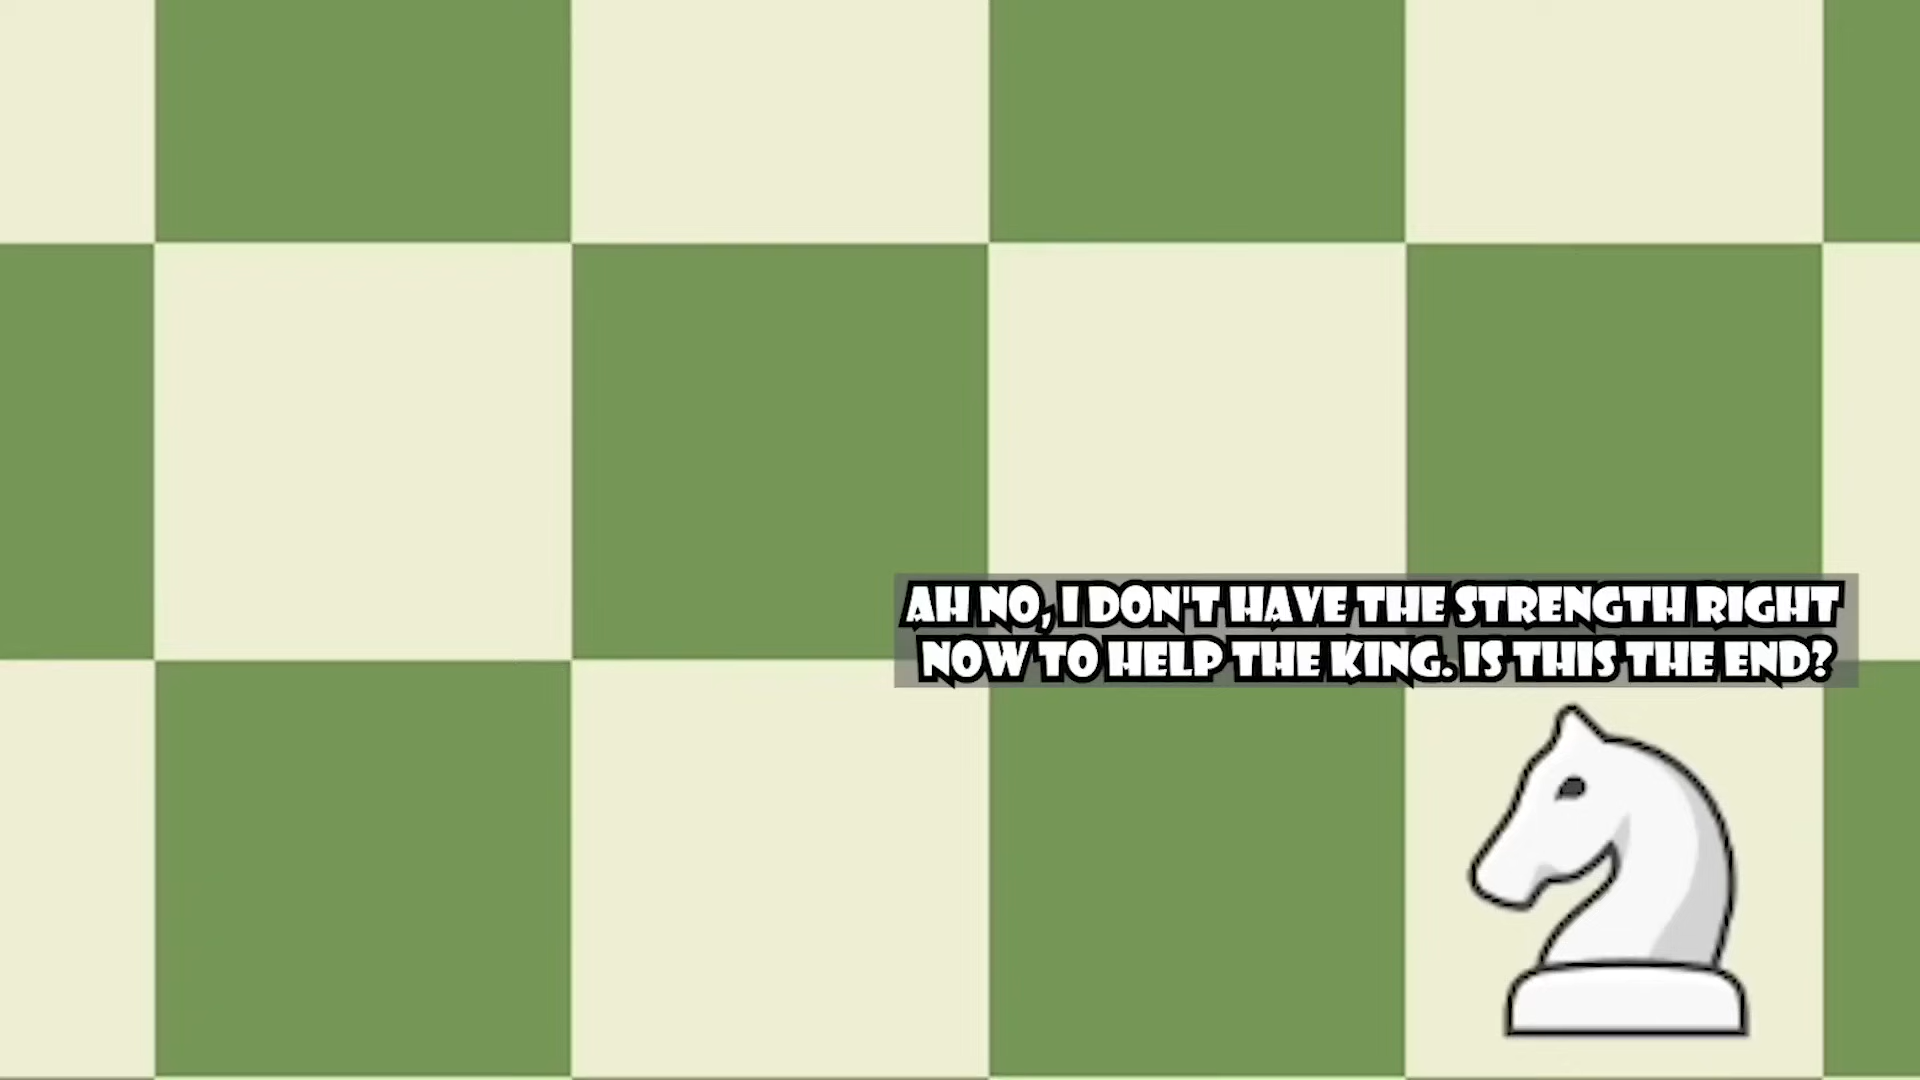 AH NO, I DON'T HAVE THE STRENGTH RIGHT
NOW TO HELP THE KING. IS THIS THE END?